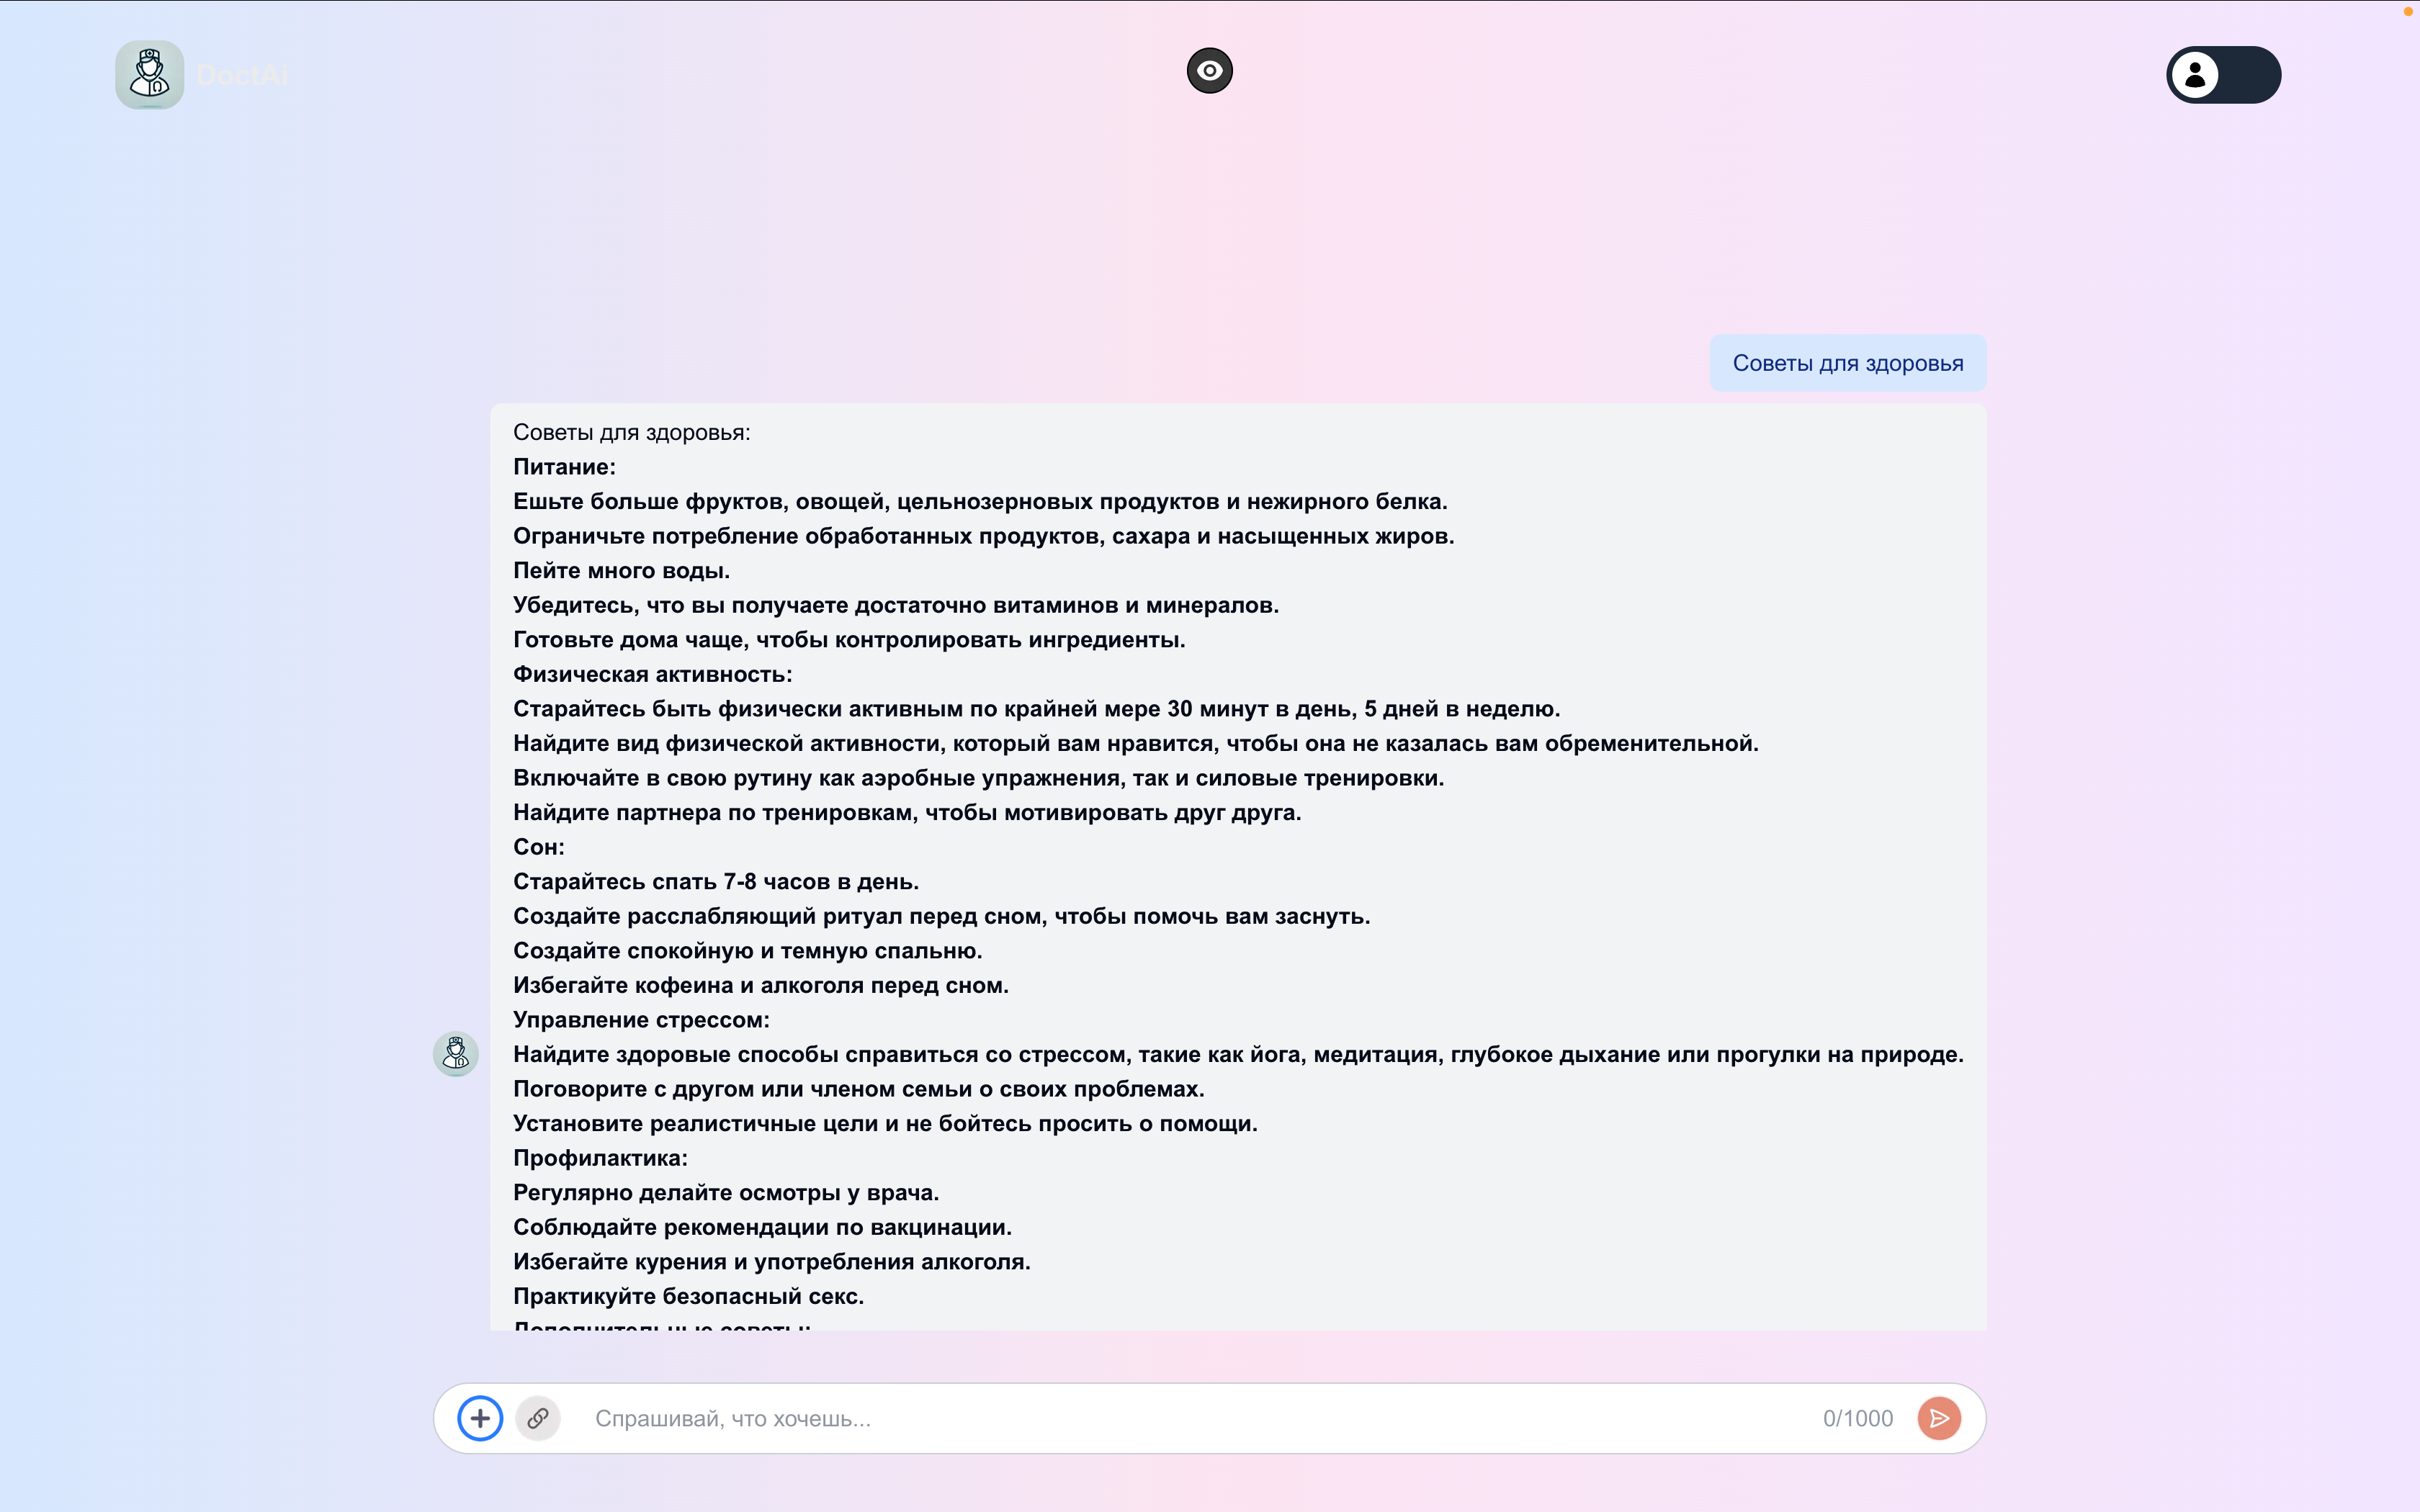 DoctAi
Советы для здоровья
Советы для здоровья:
Питание:
Ешьте больше фруктов, овощей, цельнозерновых продуктов и нежирного белка.
Ограничьте потребление обработанных продуктов, сахара и насыщенных жиров.
Пейте много воды.
Убедитесь, что вы получаете достаточно витаминов и минералов.
Готовьте дома чаще, чтобы контролировать ингредиенты.
Физическая активность:
Старайтесь быть физически активным по крайней мере 30 минут в день, 5 дней в неделю.
Найдите вид физической активности, который вам нравится, чтобы она не казалась вам обременительной.
Включайте в свою рутину как аэробные упражнения, так и силовые тренировки.
Найдите партнера по тренировкам, чтобы мотивировать друг друга.
Сон:
Старайтесь спать 7-8 часов в день.
Создайте расслабляющий ритуал перед сном, чтобы помочь вам заснуть.
Создайте спокойную и темную спальню.
Избегайте кофеина и алкоголя перед сном.
Управление стрессом:
Найдите здоровые способы справиться со стрессом, такие как йога, медитация, глубокое дыхание или прогулки на природе.
Поговорите с другом или членом семьи о своих проблемах.
Установите реалистичные цели и не бойтесь просить о помощи.
Профилактика:
Регулярно делайте осмотры у врача.
Соблюдайте рекомендации по вакцинации.
Избегайте курения и употребления алкоголя.
Практикуйте безопасный секс.
Дополнительные советы:
Спрашивай, что хочешь...
0/1000